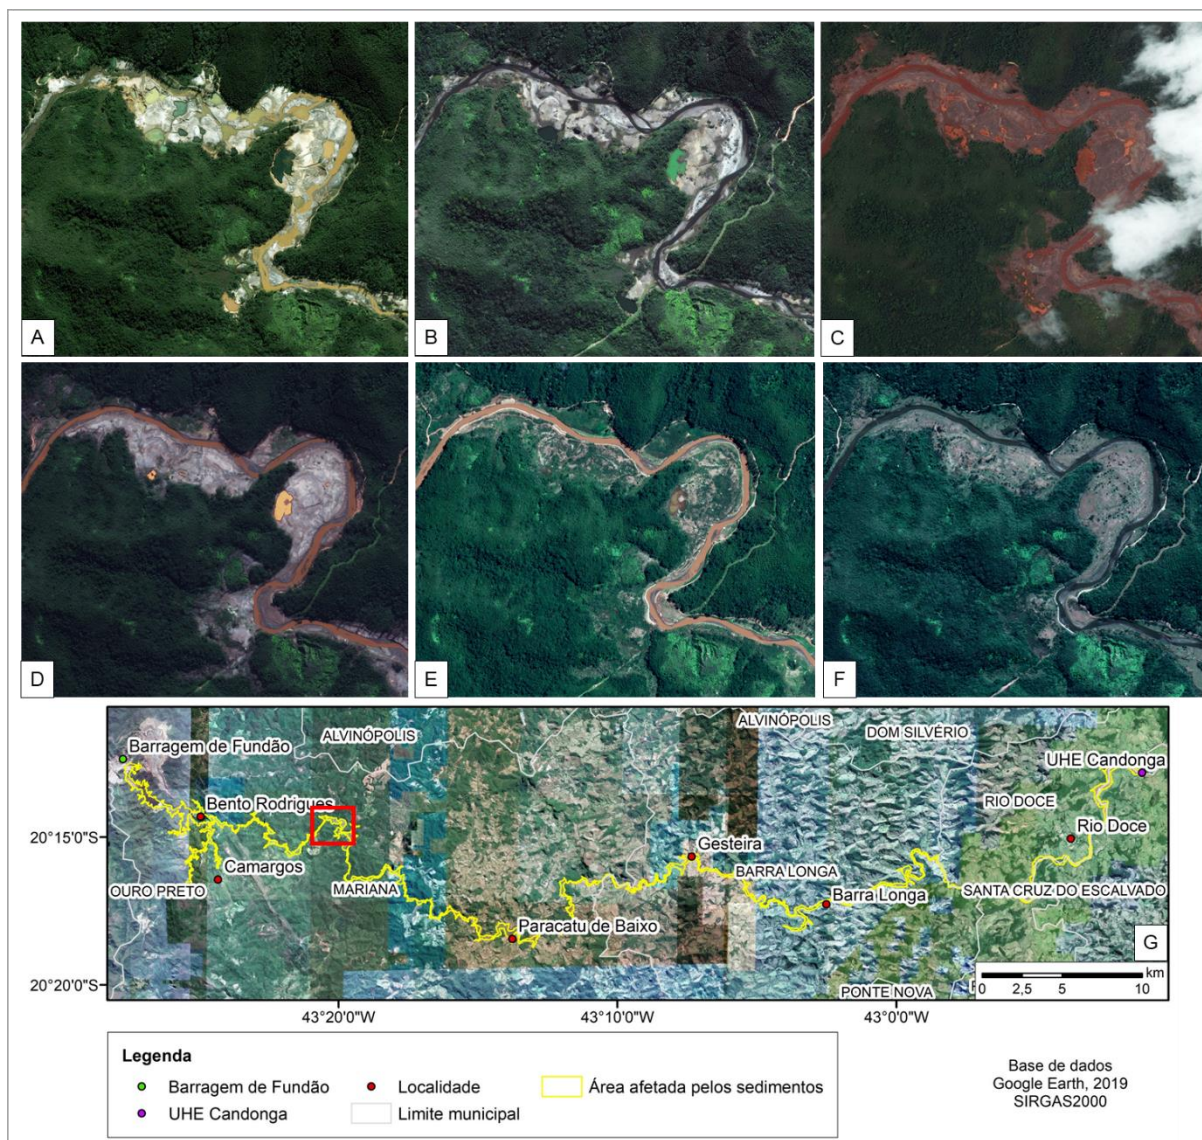 A
B
C
D
E
F
ALVINÓPOLIS
ALVINÓPOLIS
DOM SILVÉRIO
Barragem de Fundão
UHE Candonga
Bento Rodrigues
RIO DOCE
20°15'0"S
Rio Doce
Gesteira
Camargos
BARRA LONGA
OURO PRETO
MARIANA
SANTA CRUZ DO ESCALVADO
Barra Longa
Paracatu de Baixo
G
km
20°20'0"S
PONTE NOVA
0 2,5 5 10
43°20'0"W
43°10'0"W
43°0'0"W
Legenda
Barragem de Fundão
Localidade
Área afetada pelos sedimentos
UHE Candonga
Limite municipal
Base de dados
Google Earth, 2019
SIRGAS2000